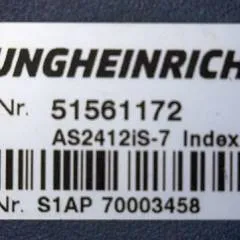 UNGHEINRICH
Nr. 51561172
AS2412iS-7 Index
Nr. S1AP 70003458